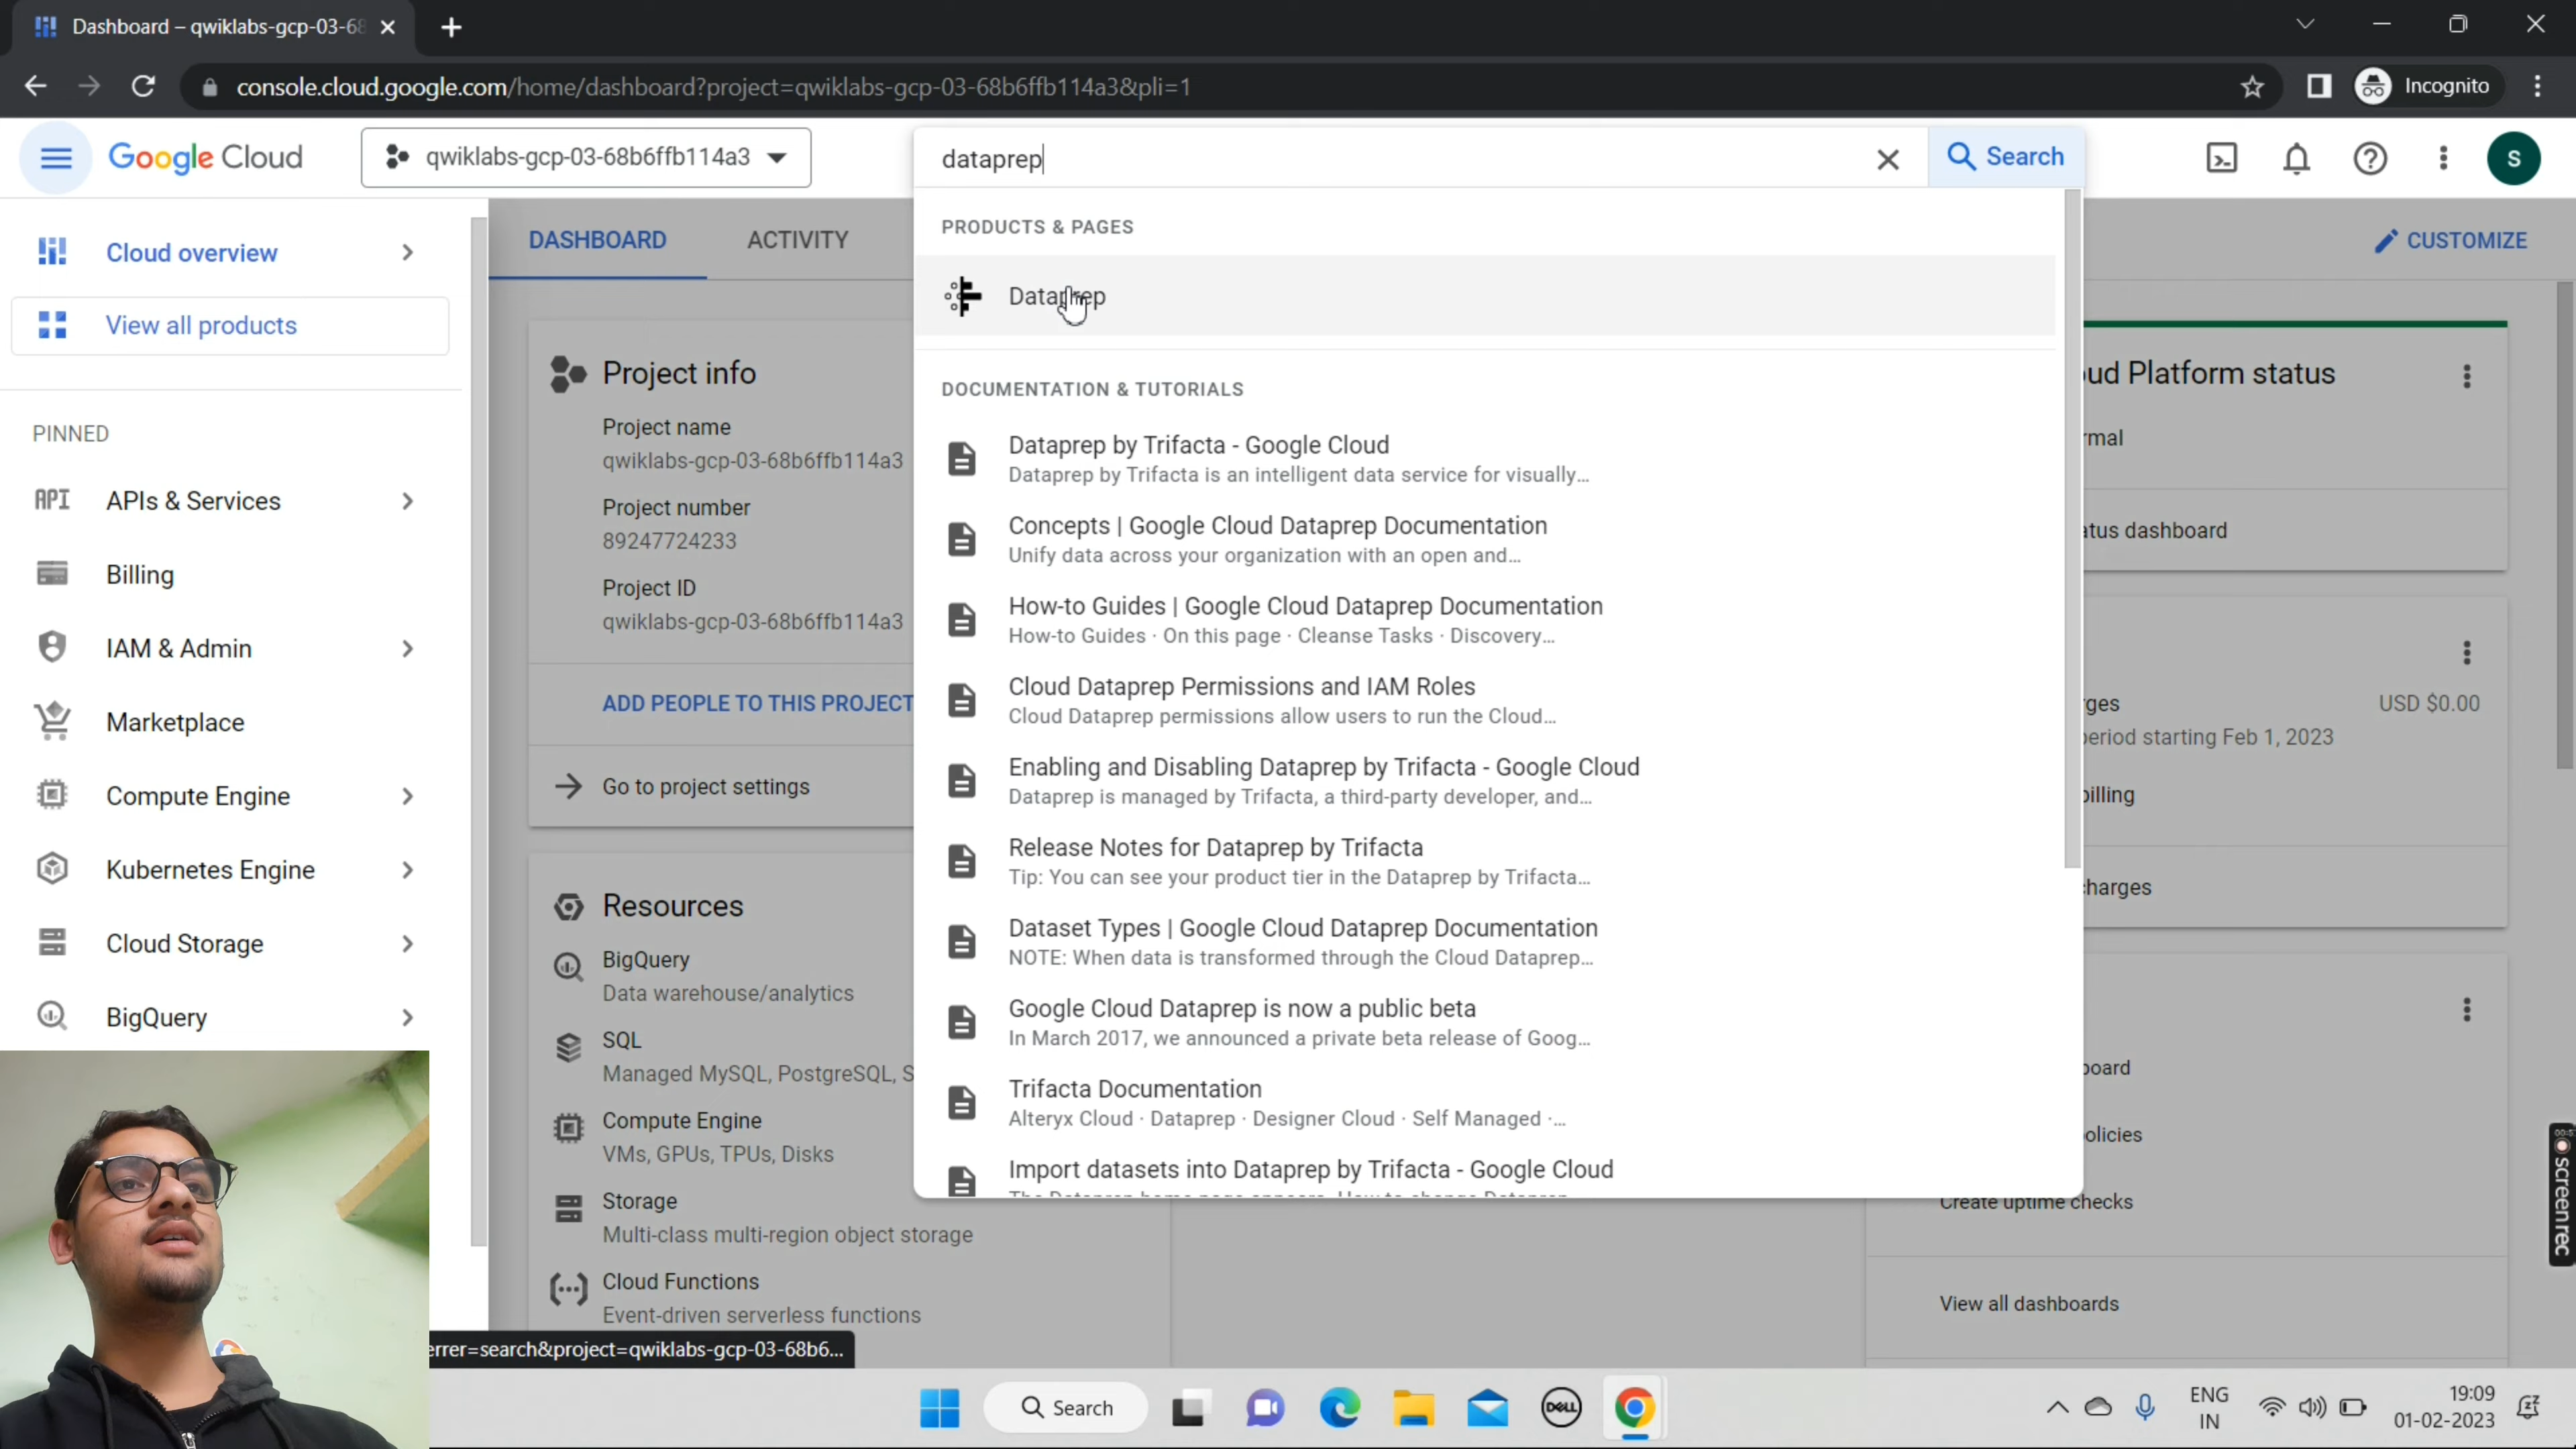 Dashboard – qwiklabs-gcp-03-68
console.cloud.google.com/home/dashboard?project=qwiklabs-gcp-03-68b6ffb114a3&pli=1
Incognito
Google Cloud
qwiklabs-gcp-03-68b6ffb114a3
dataprep
Search
S
Cloud overview
View all products
PINNED
API APIs & Services
Billing
IAM & Admin
Marketplace
Compute Engine
Kubernetes Engine
Cloud Storage
BigQuery
DASHBOARD
ACTIVITY
CUSTOMIZE
Project info
Project name
qwiklabs-gcp-03-68b6ffb114a3
Project number
89247724233
Project ID
qwiklabs-gcp-03-68b6ffb114a3
ADD PEOPLE TO THIS PROJECT
Go to project settings
Resources
BigQuery
Data warehouse/analytics
SQL
Managed MySQL, PostgreSQL, S
Compute Engine
VMs, GPUs, TPUs, Disks
Storage
Multi-class multi-region object storage
Cloud Functions
Event-driven serverless functions
PRODUCTS & PAGES
Dataprep
DOCUMENTATION & TUTORIALS
Dataprep by Trifacta - Google Cloud
Dataprep by Trifacta is an intelligent data service for visually...
Concepts | Google Cloud Dataprep Documentation
Unify data across your organization with an open and...
How-to Guides | Google Cloud Dataprep Documentation
How-to Guides · On this page · Cleanse Tasks · Discovery...
Cloud Dataprep Permissions and IAM Roles
Cloud Dataprep permissions allow users to run the Cloud...
Enabling and Disabling Dataprep by Trifacta - Google Cloud
Dataprep is managed by Trifacta, a third-party developer, and...
Release Notes for Dataprep by Trifacta
Tip: You can see your product tier in the Dataprep by Trifacta...
Dataset Types | Google Cloud Dataprep Documentation
NOTE: When data is transformed through the Cloud Dataprep...
Google Cloud Dataprep is now a public beta
In March 2017, we announced a private beta release of Goog...
Trifacta Documentation
Alteryx Cloud · Dataprep · Designer Cloud · Self Managed ·...
Import datasets into Dataprep by Trifacta - Google Cloud
oud Platform status
rmal
atus dashboard
rges
USD $0.00
period starting Feb 1, 2023
billing
charges
board
olicies
Create uptime checks
View all dashboards
screenrec
errer=search&project=qwiklabs-gcp-03-68b6...
Search
DELL
ENG
IN
19:09
01-02-2023